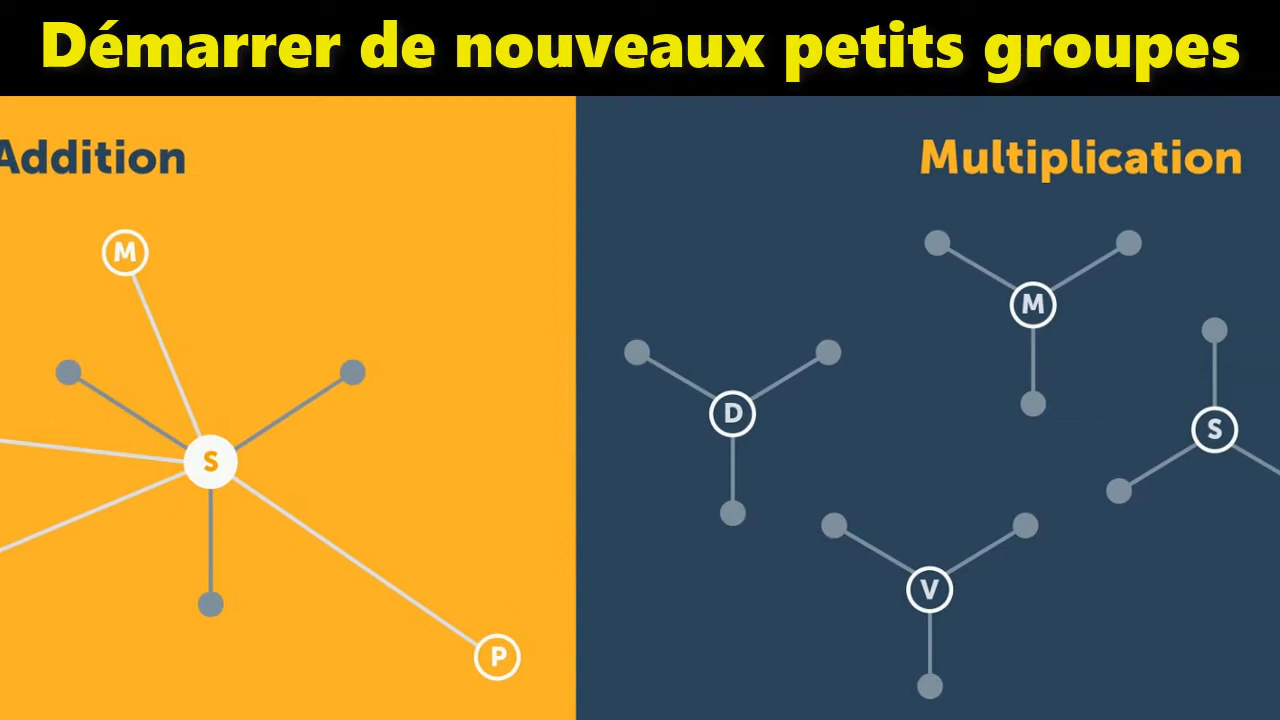 Démarrer de nouveaux petits groupes
Addition
Multiplication
M
M
D
S
S
V
P